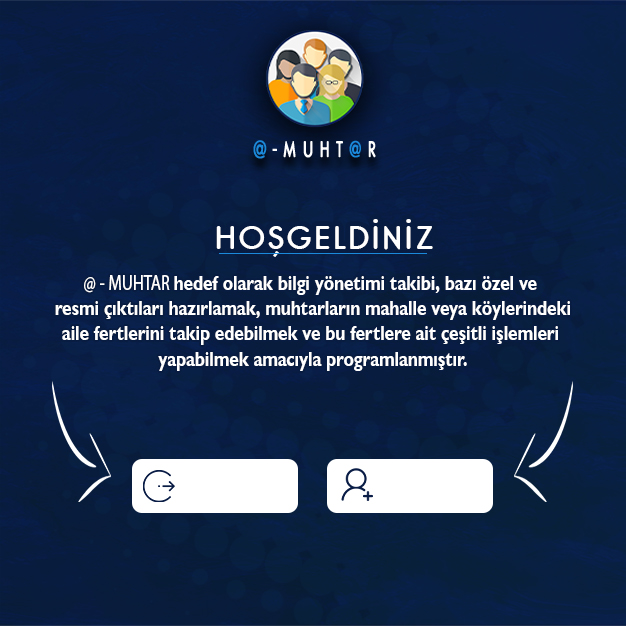 @-MUHT@R
HOŞGELDİNİZ
@ - MUHTAR hedef olarak bilgi yönetimi takibi, bazı özel ve
resmi çıktıları hazırlamak, muhtarların mahalle veya köylerindeki
aile fertlerini takip edebilmek ve bu fertlere ait çeşitli işlemleri
yapabilmek amacıyla programlanmıştır.